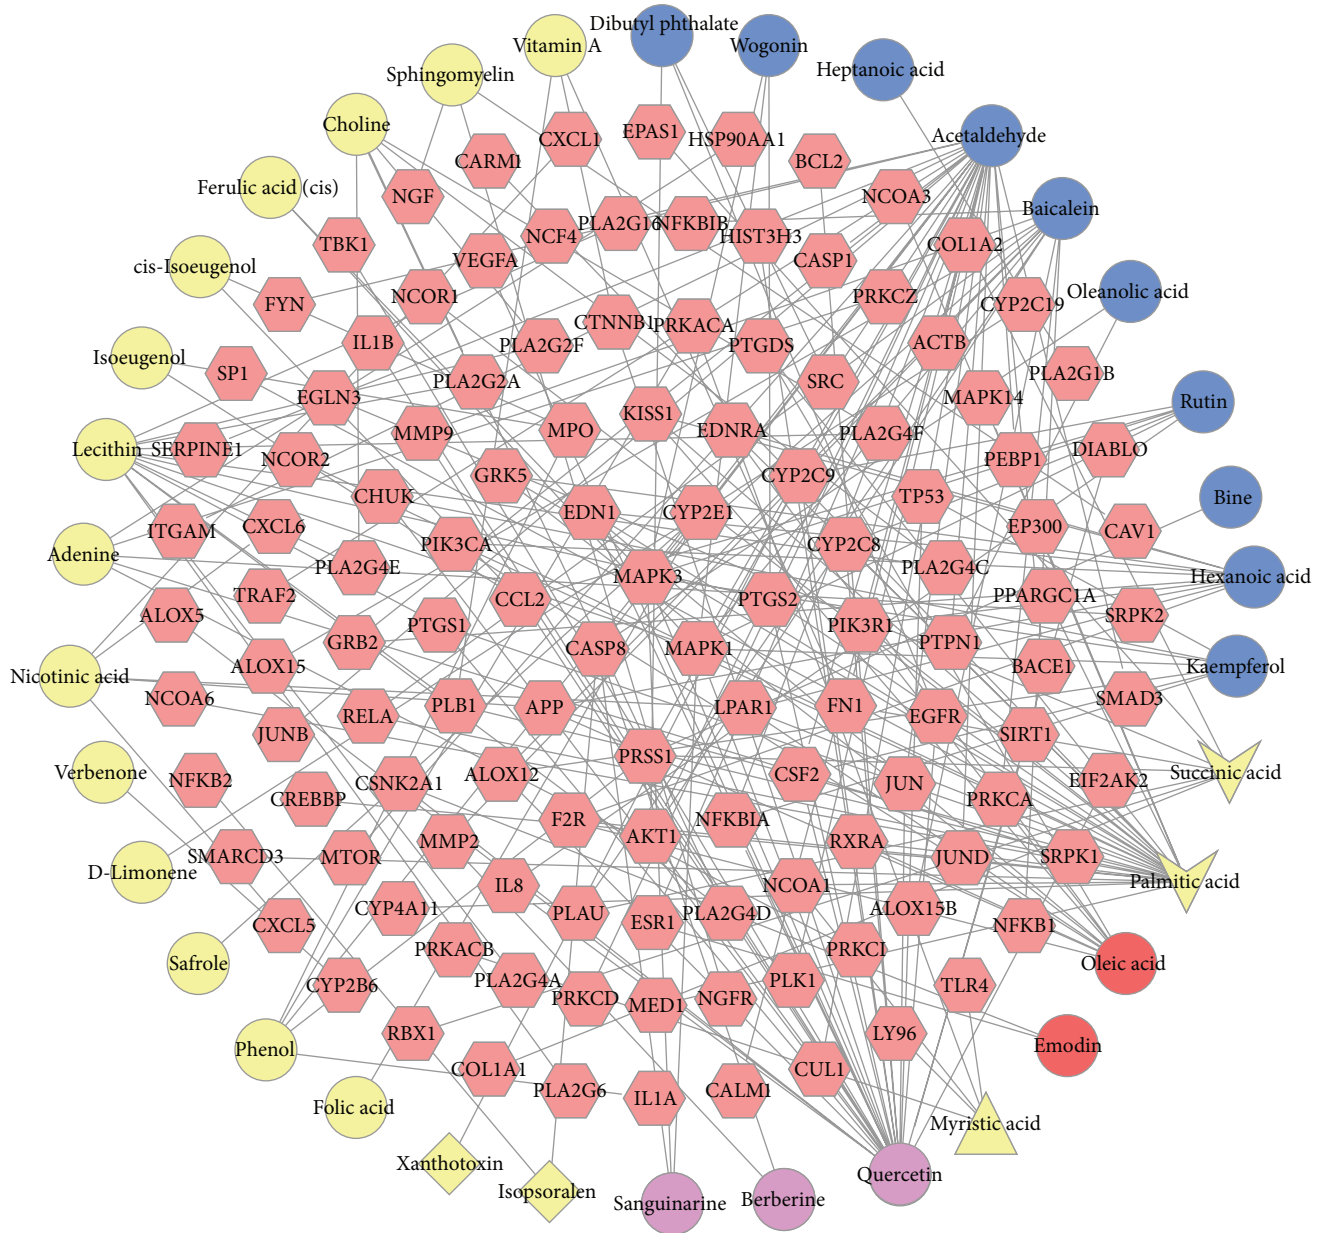 Dibutyl phthalate
Vitamin A
Wogonin
Sphingomyelin
Heptanoic acid
Choline
Acetaldehyde
CXCL1
EPAS1
HSP90AA1
CARM1
BCL2
Ferulic acid (cis)
NGF
NCOA3
Baicalein
TBK1
NCF4
PLA2G16
NFKBIB
HIST3H3
COL1A2
cis-Isoeugenol
VEGFA
CASP1
FYN
NCOR1
PRKCZ
CYP2C19
Oleanolic acid
CTNNB1
PRKACA
Isoeugenol
IL1B
PLA2G2F
PTGDS
ACTB
SP1
EGLN3
PLA2G2A
SRC
MAPK14
PLA2G1B
Rutin
KISS1
MMP9
MPO
EDNRA
PLA2G4F
Lecithin
SERPINE1
NCOR2
PEBP1
DIABLO
GRK5
CYP2C9
CHUK
TP53
Bine
ITGAM
CXCL6
EDN1
CYP2E1
EP300
CAV1
Adenine
PIK3CA
CYP2C8
PLA2G4E
MAPK3
PLA2G4C
Hexanoic acid
ALOX5
TRAF2
CCL2
PTGS2
PPARGC1A
SRPK2
GRB2
PTGS1
PIK3R1
PTPN1
Nicotinic acid
ALOX15
CASP8
MAPK1
BACE1
Kaempferol
NCOA6
RELA
PLB1
APP
LPAR1
FN1
EGFR
SMAD3
JUNB
SIRT1
Verbenone
NFKB2
CREBBP
CSNK2A1
ALOX12
PRSS1
CSF2
JUN
PRKCA
EIF2AK2
Succinic acid
D-Limonene
SMARCD3
MTOR
MMP2
F2R
AKT1
NFKBIA
RXRA
JUND
SRPK1
Palmitic acid
IL8
NCOA1
CXCL5
CYP4A11
PLAU
ESR1
PLA2G4D
ALOX15B
NFKB1
Safrole
PRKACB
PRKCI
Oleic acid
CYP2B6
PLA2G4A
PRKCD
MED1
NGFR
PLK1
TLR4
Phenol
RBX1
LY96
Emodin
COL1A1
PLA2G6
IL1A
CALM1
CUL1
Folic acid
Myristic acid
Xanthotoxin
Isopsoralen
Sanguinarine
Berberine
Quercetin